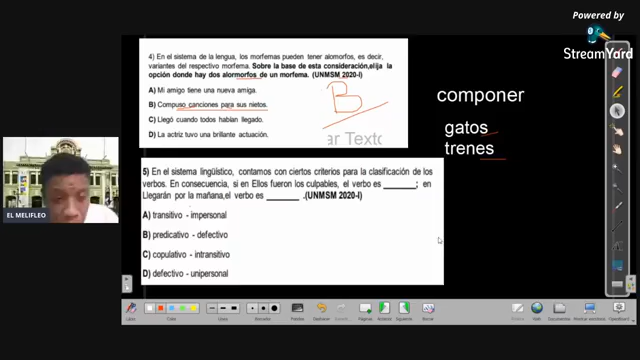 Powered by
StreamYard
4) En el sistema de la lengua, los morfemas pueden tener alomorfos, es decir,
variantes del respectivo morfema. Sobre la base de esta consideración,elija la
opción donde hay dos alormorfos de un morfema. (UNMSM 2020-I)
A) Mi amigo tiene una nueva amiga.
B) Compuso canciones para sus nietos.
C) Llegó cuando todos habían llegado.
D) La actriz tuvo una brillante actuación.
B
ar Texto
componer
gatos
trenes
5) En el sistema lingüístico, contamos con ciertos criterios para la clasificación de los
verbos. En consecuencia, si en Ellos fueron los culpables, el verbo es _______; en
Llegarán por la mañana,el verbo es _______ .(UNMSM 2020-I)
A) transitivo - impersonal
B) predicativo - defectivo
C) copulativo - intransitivo
D) defectivo - unipersonal
EL MELIFLEO